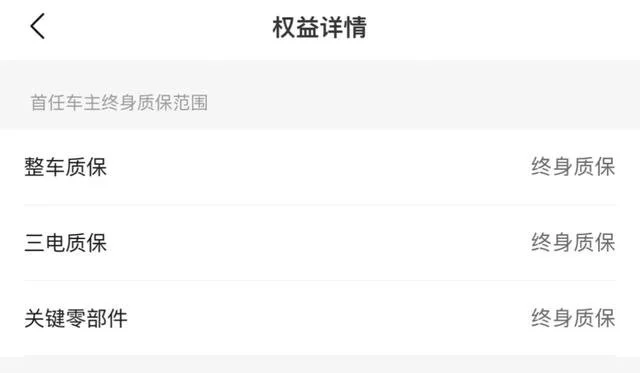 权益详情
首任车主终身质保范围
整车质保 终身质保
三电质保 终身质保
关键零部件 终身质保